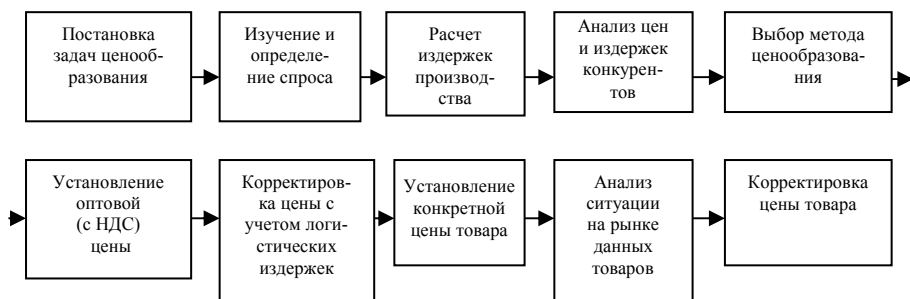 Постановка
задач ценооб-
разования
Изучение и
определе-
ние спроса
Расчет
издержек
производ-
ства
Анализ цен
и издержек
конкурен-
тов
Выбор метода
ценообразова-
ния
Установление
оптовой
(с НДС)
цены
Корректиров-
ка цены с
учетом логи-
стических
издержек
Установление
конкретной
цены товара
Анализ
ситуации
на рынке
данных
товаров
Корректировка
цены товара